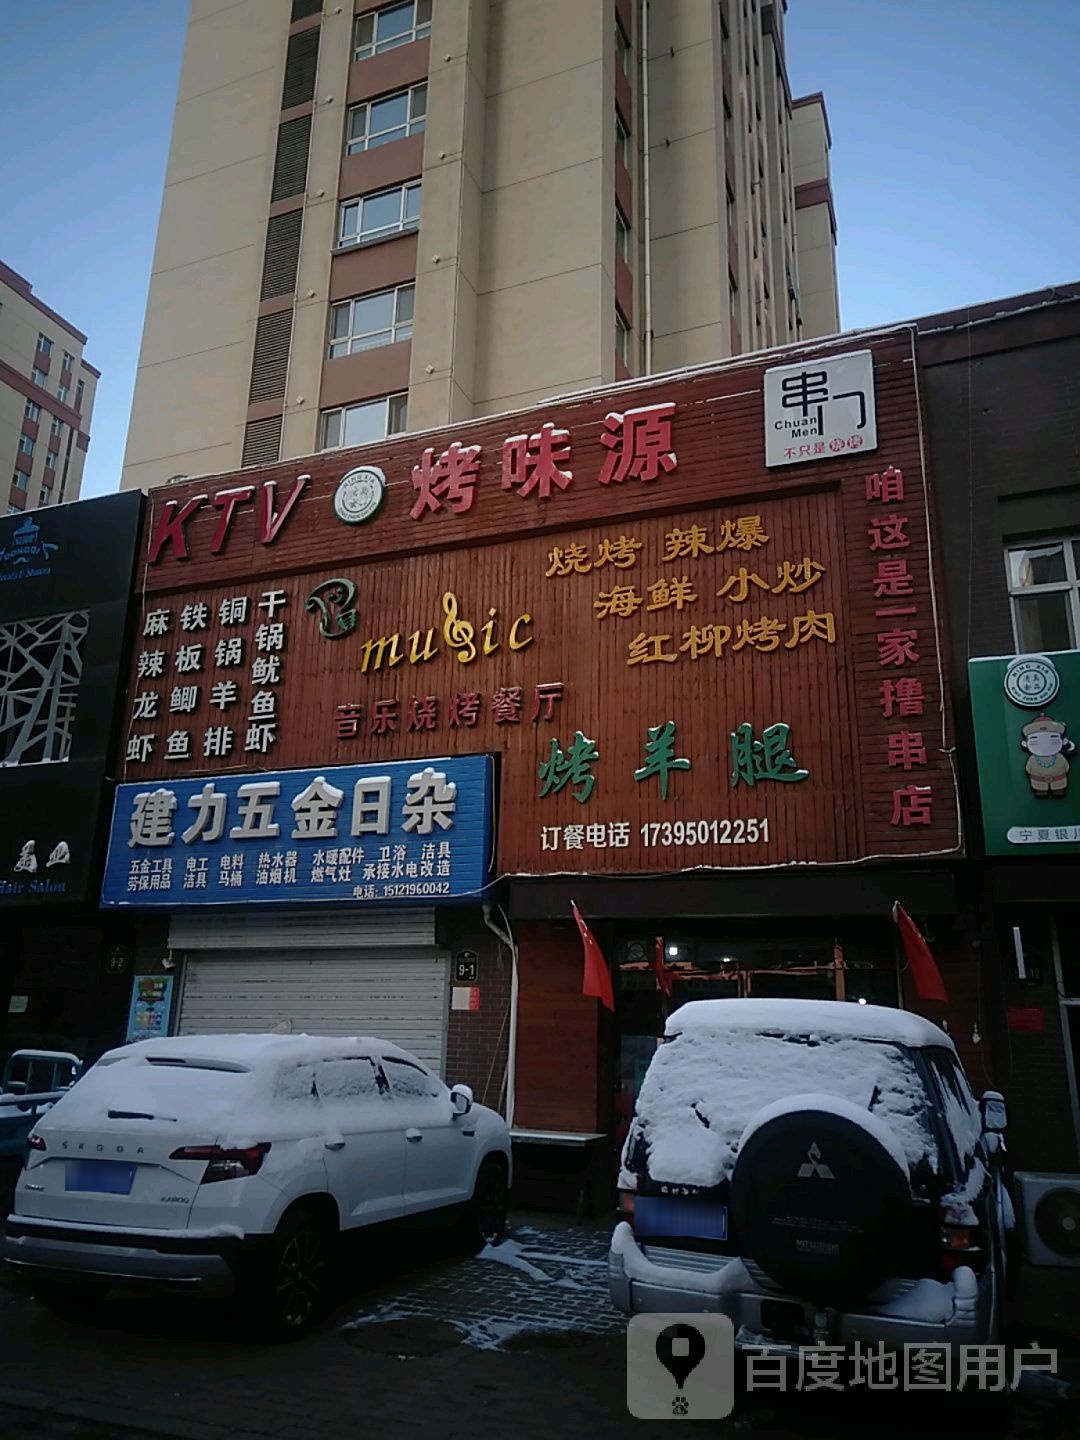 KTV 烤味源
串门
Chuan Men
不只是烧烤
咱这是一家撸串店
烧烤 辣爆
海鲜 小炒
红柳烤肉
麻辣龙虾
铁板鲫鱼
铜锅羊排
干锅鱿鱼虾
music
音乐烧烤餐厅
烤羊腿
订餐电话 17395012251
建力五金日杂
五金工具 电工 电料 热水器 水暖配件 卫浴 洁具
劳保用品 洁具 马桶 油烟机 燃气灶 承接水电改造
电话: 15121960042
SHOP
Hair Salon
9-2
9-1
NING XIA
宁夏银川
SKODA
KAROQ
MITSUBISHI
百度地图用户